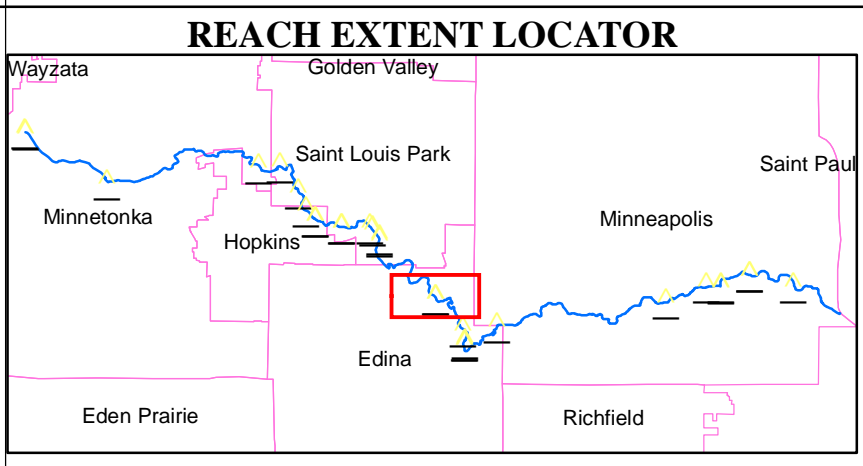 REACH EXTENT LOCATOR
Wayzata
Golden Valley
Saint Louis Park
Saint Paul
Minnetonka
Minneapolis
Hopkins
Edina
Eden Prairie
Richfield